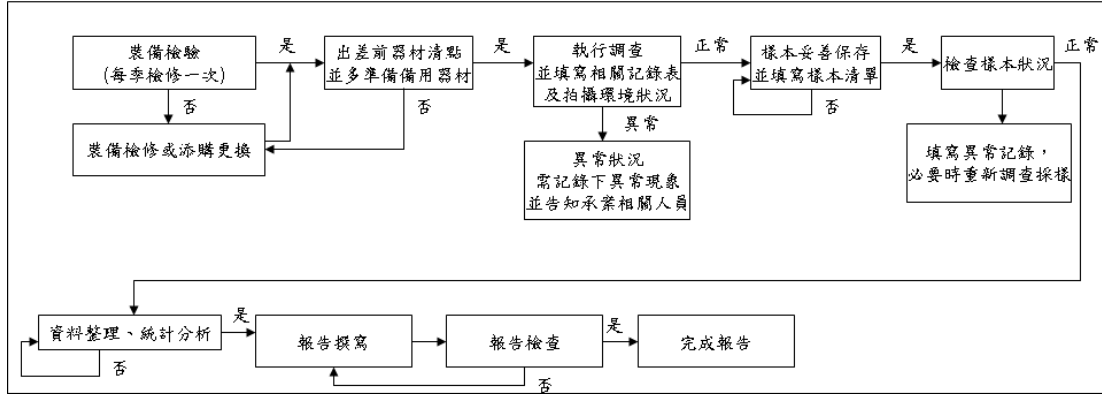 裝備檢驗
(每季檢修一次)
是
否
裝備檢修或添購更換
出差前器材清點
並多準備備用器材
是
否
執行調查
並填寫相關記錄表
及拍攝環境狀況
正常
異常
異常狀況
需記錄下異常現象
並告知承案相關人員
樣本妥善保存
並填寫樣本清單
是
否
檢查樣本狀況
正常
填寫異常記錄，
必要時重新調查採樣
資料整理、統計分析
是
否
報告撰寫
報告檢查
是
否
完成報告